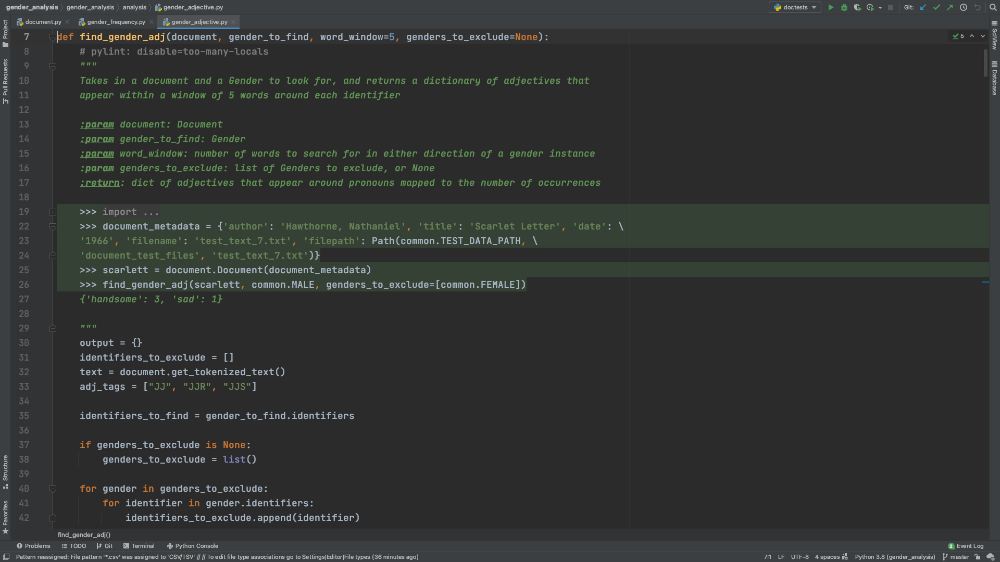 gender_analysis gender_analysis analysis gender_adjective.py doctests Git:
document.py gender_frequency.py gender_adjective.py
Project
Pull Requests
Structure
Favorites
SciView
Database
5
7 def find_gender_adj(document, gender_to_find, word_window=5, genders_to_exclude=None):
8 # pylint: disable=too-many-locals
9 """
10 Takes in a document and a Gender to look for, and returns a dictionary of adjectives that
11 appear within a window of 5 words around each identifier
12
13 :param document: Document
14 :param gender_to_find: Gender
15 :param word_window: number of words to search for in either direction of a gender instance
16 :param genders_to_exclude: list of Genders to exclude, or None
17 :return: dict of adjectives that appear around pronouns mapped to the number of occurrences
18
19 >>> import ...
22 >>> document_metadata = {'author': 'Hawthorne, Nathaniel', 'title': 'Scarlet Letter', 'date': \
23 '1966', 'filename': 'test_text_7.txt', 'filepath': Path(common.TEST_DATA_PATH, \
24 'document_test_files', 'test_text_7.txt')}
25 >>> scarlett = document.Document(document_metadata)
26 >>> find_gender_adj(scarlett, common.MALE, genders_to_exclude=[common.FEMALE])
27 {'handsome': 3, 'sad': 1}
28
29 """
30 output = {}
31 identifiers_to_exclude = []
32 text = document.get_tokenized_text()
33 adj_tags = ["JJ", "JJR", "JJS"]
34
35 identifiers_to_find = gender_to_find.identifiers
36
37 if genders_to_exclude is None:
38 genders_to_exclude = list()
39
40 for gender in genders_to_exclude:
41 for identifier in gender.identifiers:
42 identifiers_to_exclude.append(identifier)
find_gender_adj()
Problems TODO Git Terminal Python Console 2 Event Log
Pattern reassigned: File pattern '*.csv' was assigned to 'CSV/TSV' // // To edit file type associations go to Settings|Editor|File types (36 minutes ago) 7:1 LF UTF-8 4 spaces Python 3.8 (gender_analysis) master